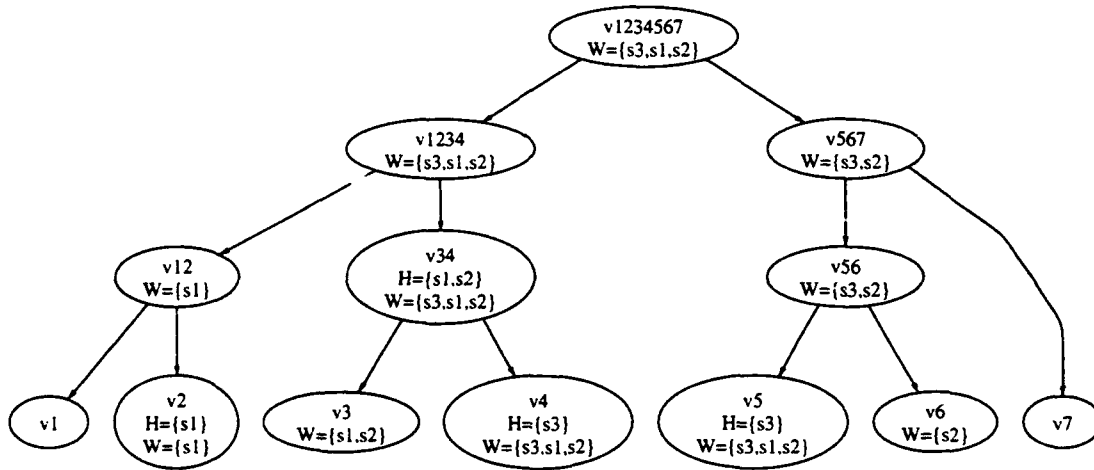 v1234567
W={s3,s1,s2}
v1234
W={s3,s1,s2}
v567
W={s3,s2}
v12
W={s1}
v34
H={s1,s2}
W={s3,s1,s2}
v56
W={s3,s2}
v1
v2
H={s1}
W={s1}
v3
W={s1,s2}
v4
H={s3}
W={s3,s1,s2}
v5
H={s3}
W={s3,s1,s2}
v6
W={s2}
v7